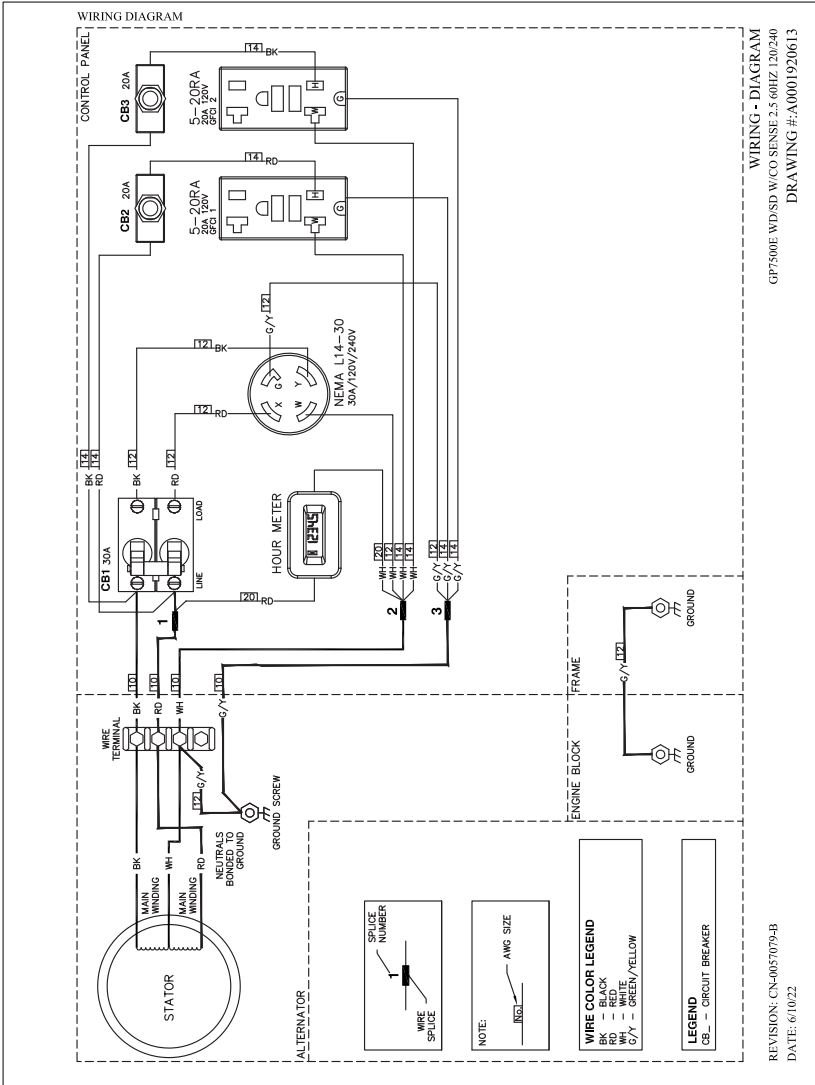 WIRING DIAGRAM
CONTROL PANEL
CB3 20A
14 BK
5-20RA
20A 120V
GFCI 2
H
W
G
CB2 20A
14 RD
5-20RA
20A 120V
GFCI 1
H
W
G
12 G/Y
NEMA L14-30
30A/120V/240V
G
Y
X
W
12 BK
12 RD
BK 14
RD 14
BK 12
RD 12
CB1 30A
LINE
LOAD
HOUR METER
H 12345
20 RD
1
WH 20
WH 12
WH 14
WH 14
2
G/Y 12
G/Y 14
G/Y 14
3
BK 10
RD 10
WH 10
G/Y 10
WIRE
TERMINAL
12 G/Y
GROUND SCREW
NEUTRALS
BONDED TO
GROUND
BK
WH
RD
MAIN
WINDING
MAIN
WINDING
STATOR
ALTERNATOR
ENGINE BLOCK
GROUND
FRAME
G/Y 12
GROUND
SPLICE
NUMBER
1
WIRE
SPLICE
NOTE:
No.
AWG SIZE
WIRE COLOR LEGEND
BK - BLACK
RD - RED
WH - WHITE
G/Y - GREEN/YELLOW
LEGEND
CB_ - CIRCUIT BREAKER
WIRING - DIAGRAM
GP7500E WD/SD W/CO SENSE 2.5 60HZ 120/240
DRAWING #:A0001920613
REVISION: CN-0057079-B
DATE: 6/10/22